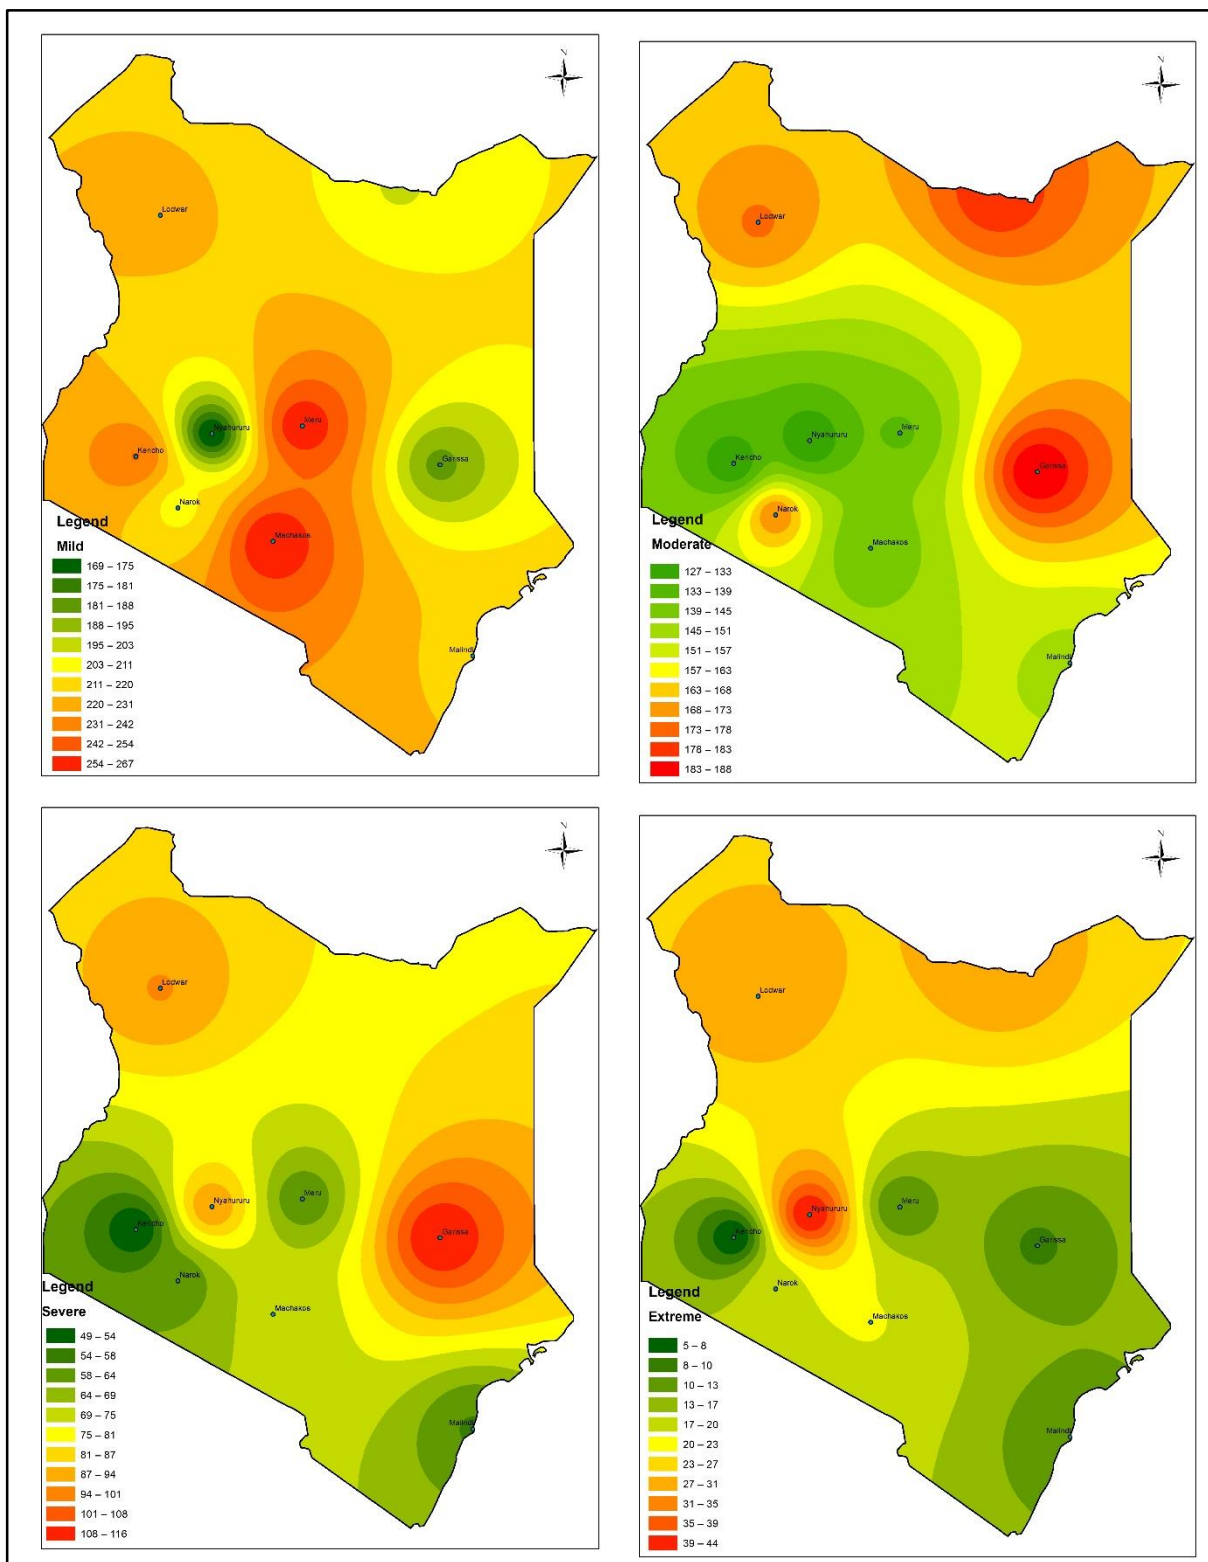 N
Lodwar
Meru
Nyahururu
Kericho
Garissa
Narok
Machakos
Malindi
Legend
Mild
169 – 175
175 – 181
181 – 188
188 – 195
195 – 203
203 – 211
211 – 220
220 – 231
231 – 242
242 – 254
254 – 267
N
Lodwar
Meru
Nyahururu
Kericho
Garissa
Narok
Machakos
Malindi
Legend
Moderate
127 – 133
133 – 139
139 – 145
145 – 151
151 – 157
157 – 163
163 – 168
168 – 173
173 – 178
178 – 183
183 – 188
N
Lodwar
Meru
Nyahururu
Kericho
Garissa
Narok
Machakos
Malindi
Legend
Severe
49 – 54
54 – 58
58 – 64
64 – 69
69 – 75
75 – 81
81 – 87
87 – 94
94 – 101
101 – 108
108 – 116
N
Lodwar
Meru
Nyahururu
Kericho
Garissa
Narok
Machakos
Malindi
Legend
Extreme
5 – 8
8 – 10
10 – 13
13 – 17
17 – 20
20 – 23
23 – 27
27 – 31
31 – 35
35 – 39
39 – 44